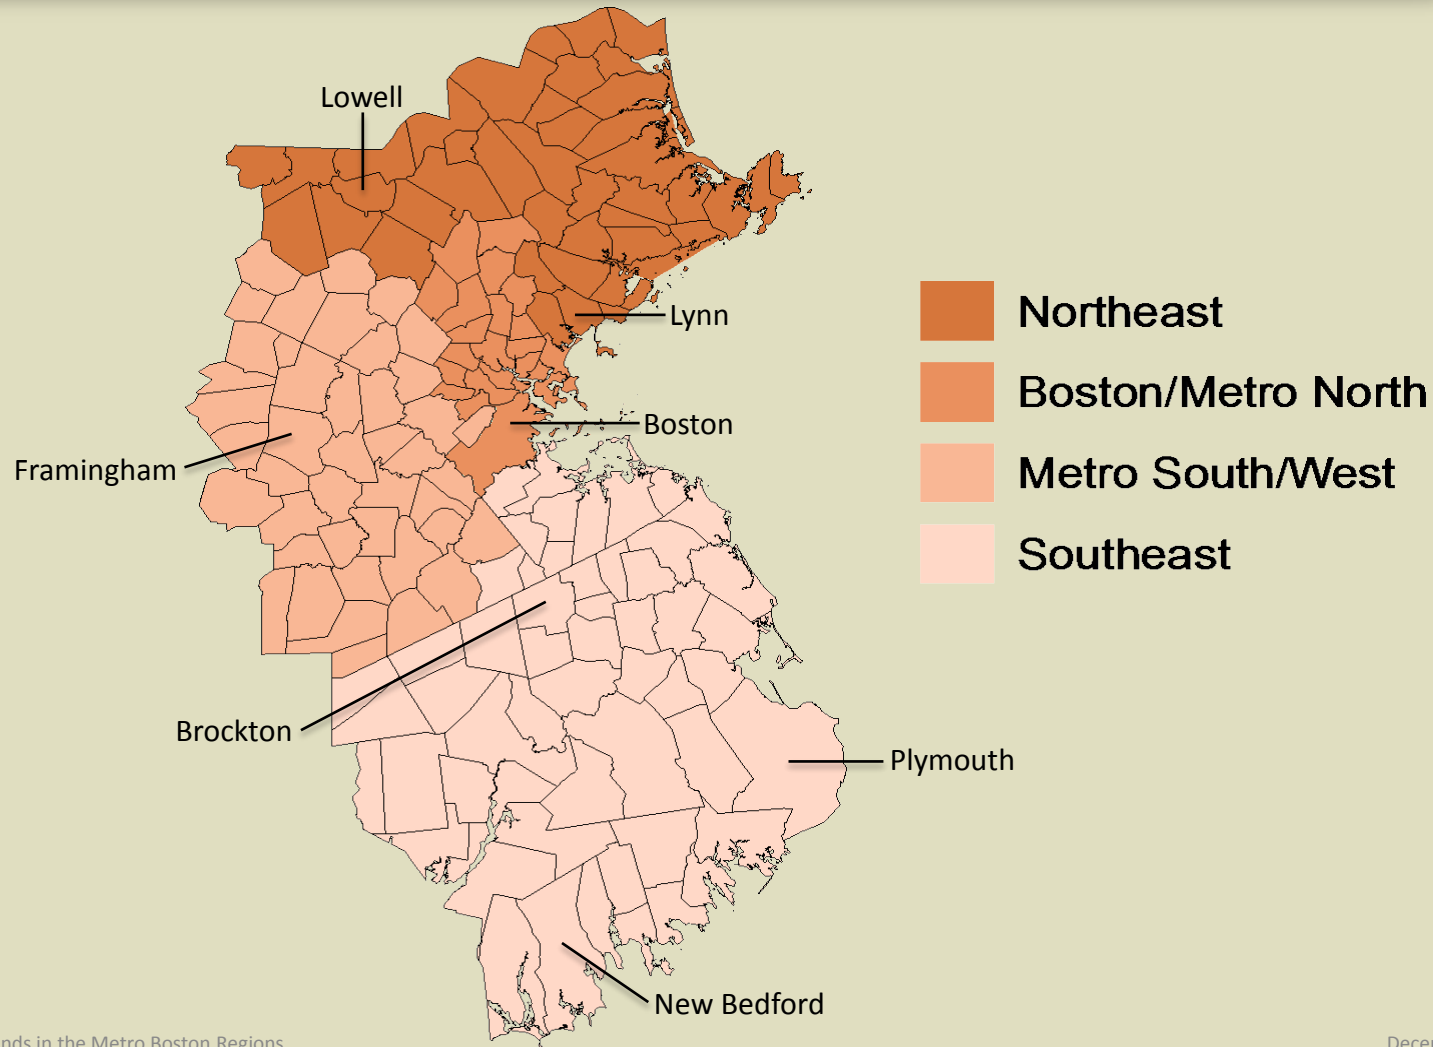 Lowell
Northeast
Lynn
Boston/Metro North
Boston
Framingham
Metro South/West
Southeast
Brockton
Plymouth
New Bedford
in the Metro Boston Regions